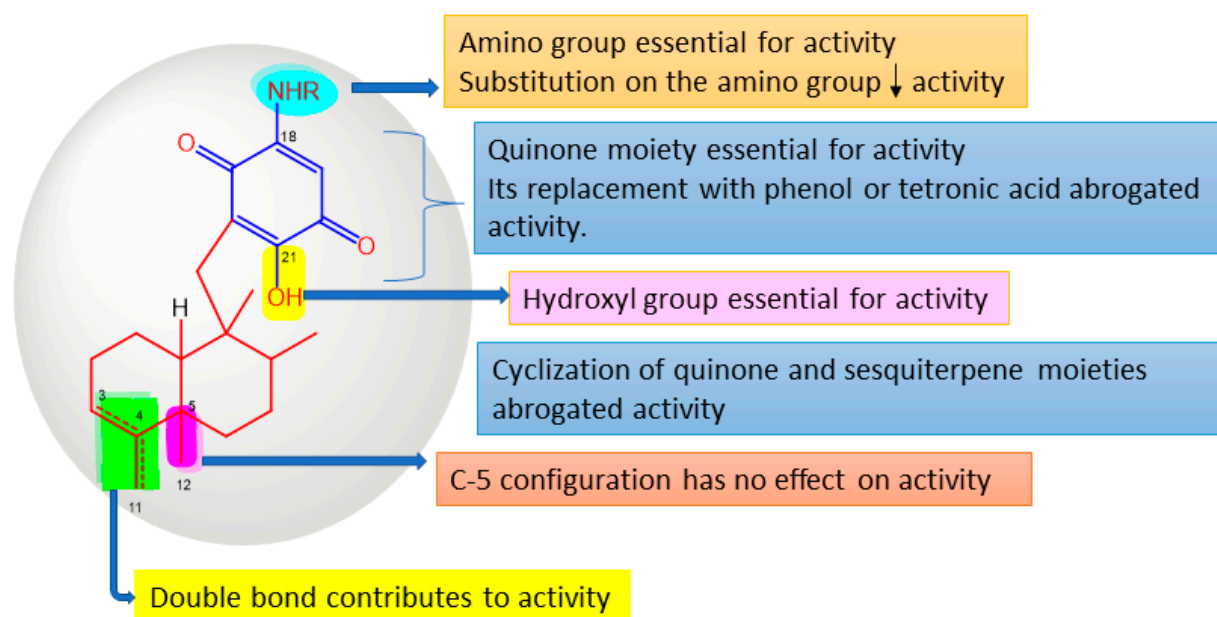 Amino group essential for activity
Substitution on the amino group ↓ activity
NHR
18
O
Quinone moiety essential for activity
Its replacement with phenol or tetronic acid abrogated
activity.
O
21
OH
Hydroxyl group essential for activity
H
Cyclization of quinone and sesquiterpene moieties
abrogated activity
3
4
5
C-5 configuration has no effect on activity
12
11
Double bond contributes to activity